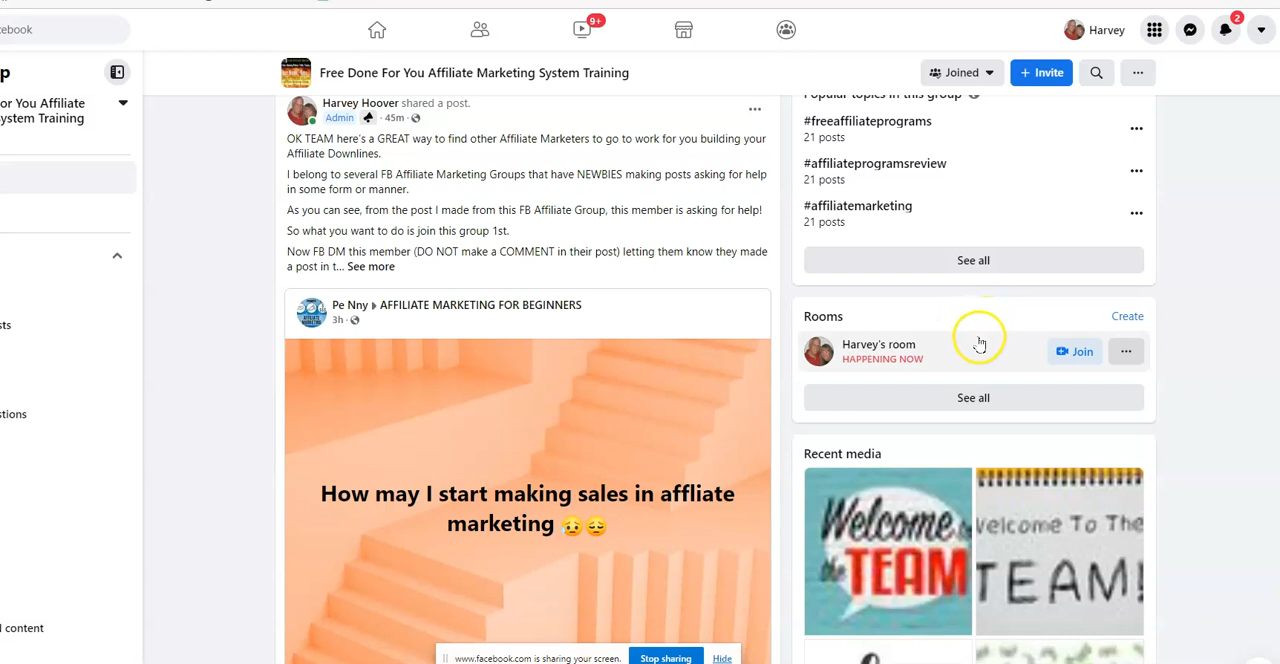 cebook
9+
Harvey
2
p
Free Done For You Affiliate Marketing System Training
Joined
+ Invite
or You Affiliate
ystem Training
Harvey Hoover shared a post.
Admin · 45m ·
OK TEAM here's a GREAT way to find other Affiliate Marketers to go to work for you building your
Affiliate Downlines.
I belong to several FB Affiliate Marketing Groups that have NEWBIES making posts asking for help
in some form or manner.
As you can see, from the post I made from this FB Affiliate Group, this member is asking for help!
So what you want to do is join this group 1st.
Now FB DM this member (DO NOT make a COMMENT in their post) letting them know they made
a post in t... See more
Pe Nny ▸ AFFILIATE MARKETING FOR BEGINNERS
3h ·
How may I start making sales in affliate
marketing 😥😔
sts
stions
d content
Popular topics in this group
#freeaffiliateprograms
21 posts
#affiliateprogramsreview
21 posts
#affiliatemarketing
21 posts
See all
Rooms
Create
Harvey's room
HAPPENING NOW
Join
See all
Recent media
Welcome to
the TEAM
Welcome To The
TEAM!
www.facebook.com is sharing your screen.
Stop sharing
Hide